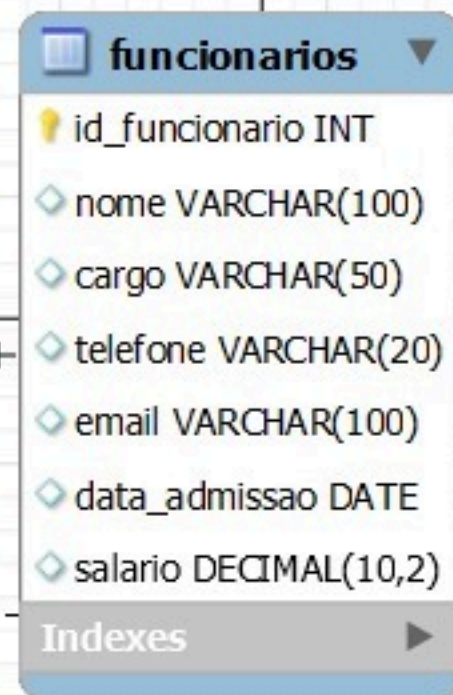 funcionarios
id_funcionario INT
nome VARCHAR(100)
cargo VARCHAR(50)
telefone VARCHAR(20)
email VARCHAR(100)
data_admissao DATE
salario DECIMAL(10,2)
Indexes